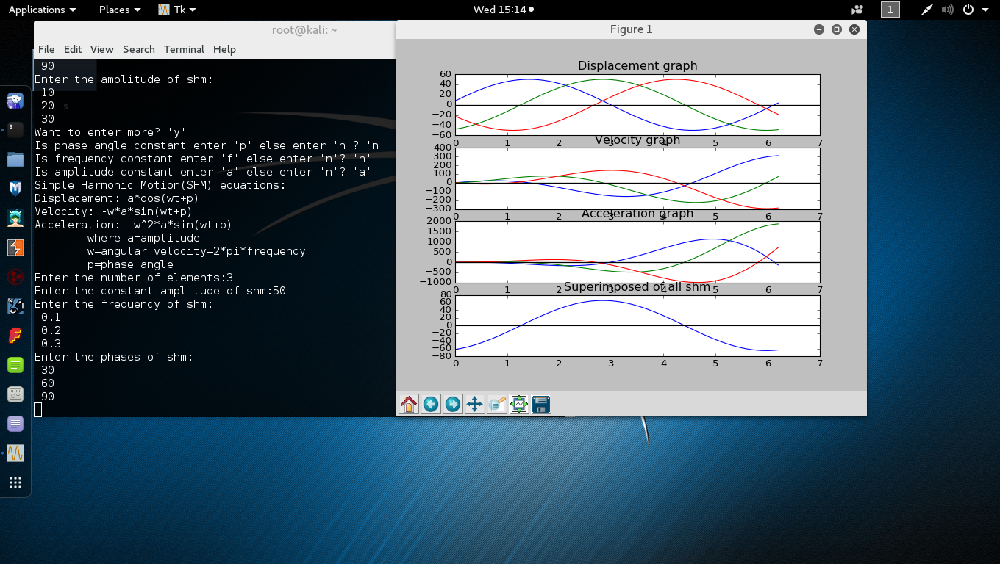 Applications Places Tk Wed 15:14 1
root@kali: ~
File Edit View Search Terminal Help
90
Enter the amplitude of shm:
10
20 s
30
Want to enter more? 'y'
Is phase angle constant enter 'p' else enter 'n'? 'n'
Is frequency constant enter 'f' else enter 'n'? 'n'
Is amplitude constant enter 'a' else enter 'n'? 'a'
Simple Harmonic Motion(SHM) equations:
Displacement: a*cos(wt+p)
Velocity: -w*a*sin(wt+p)
Acceleration: -w^2*a*sin(wt+p)
where a=amplitude
w=angular velocity=2*pi*frequency
p=phase angle
Enter the number of elements:3
Enter the constant amplitude of shm:50
Enter the frequency of shm:
0.1
0.2
0.3
Enter the phases of shm:
30
60
90
Figure 1
Displacement graph
60
40
20
0
−20
−40
−60
0 1 2 3 4 5 6 7
Velocity graph
400
300
200
100
0
−100
−200
−300
0 1 2 3 4 5 6 7
Acceleration graph
2000
1500
1000
500
0
−500
−1000
0 1 2 3 4 5 6 7
Superimposed of all shm
80
60
40
20
0
−20
−40
−60
−80
0 1 2 3 4 5 6 7